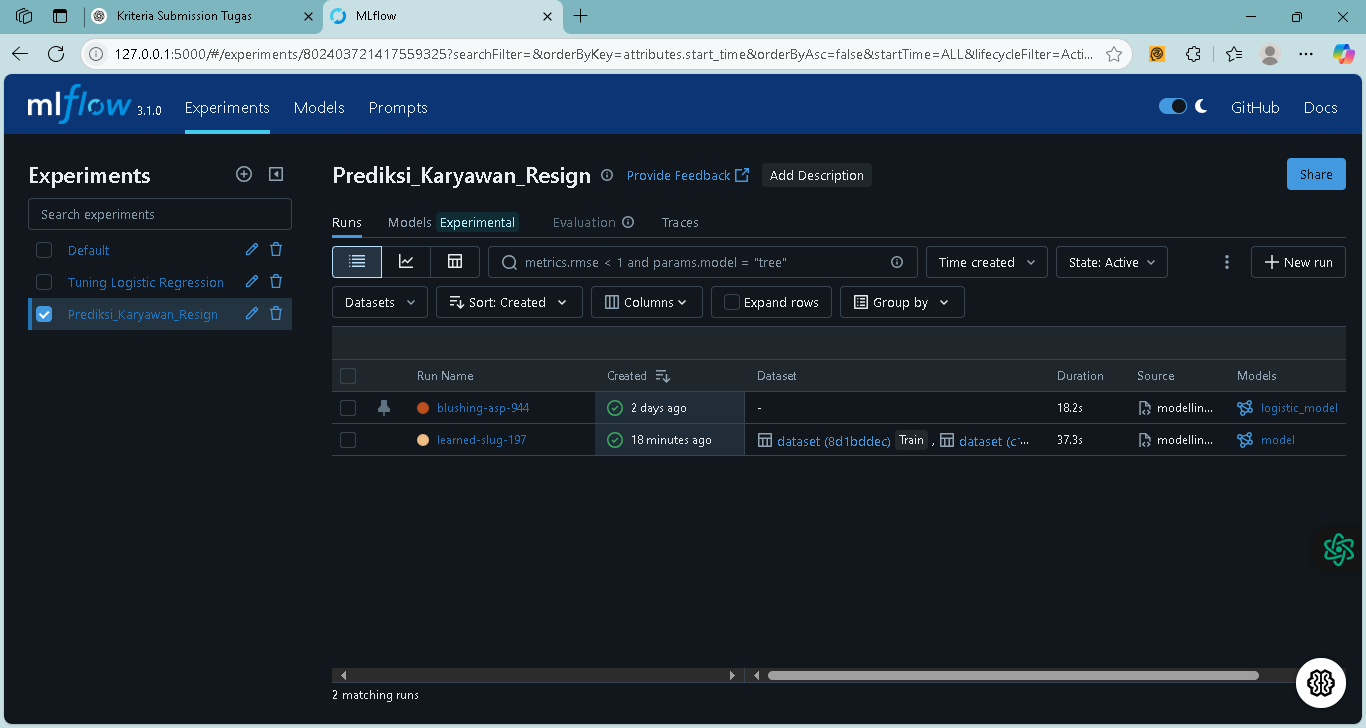 Kriteria Submission Tugas
MLflow
127.0.0.1:5000/#/experiments/802403721417559325?searchFilter=&orderByKey=attributes.start_time&orderByAsc=false&startTime=ALL&lifecycleFilter=Acti...
mlflow 3.1.0 Experiments Models Prompts GitHub Docs
Experiments
Search experiments
Default
Tuning Logistic Regression
Prediksi_Karyawan_Resign
Prediksi_Karyawan_Resign Provide Feedback Add Description Share
Runs Models Experimental Evaluation Traces
metrics.rmse < 1 and params.model = "tree" Time created State: Active New run
Datasets Sort: Created Columns Expand rows Group by
Run Name Created Dataset Duration Source Models
blushing-asp-944 2 days ago - 18.2s modellin... logistic_model
learned-slug-197 18 minutes ago dataset (8d1bddec) Train , dataset (c1... 37.3s modellin... model
2 matching runs